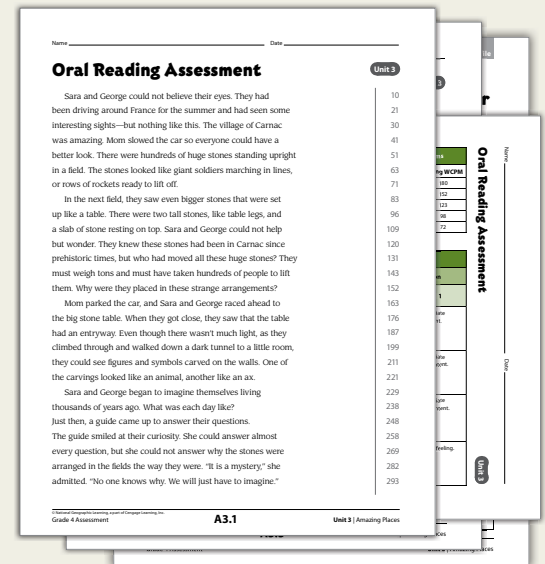 Name Date
Oral Reading Assessment Unit 3
Sara and George could not believe their eyes. They had 10
been driving around France for the summer and had seen some 21
interesting sights—but nothing like this. The village of Carnac 30
was amazing. Mom slowed the car so everyone could have a 41
better look. There were hundreds of huge stones standing upright 51
in a field. The stones looked like giant soldiers marching in lines, 63
or rows of rockets ready to lift off. 71
In the next field, they saw even bigger stones that were set 83
up like a table. There were two tall stones, like table legs, and 96
a slab of stone resting on top. Sara and George could not help 109
but wonder. They knew these stones had been in Carnac since 120
prehistoric times, but who had moved all these huge stones? They 131
must weigh tons and must have taken hundreds of people to lift 143
them. Why were they placed in these strange arrangements? 152
Mom parked the car, and Sara and George raced ahead to 163
the big stone table. When they got close, they saw that the table 176
had an entryway. Even though there wasn't much light, as they 187
climbed through and walked down a dark tunnel to a little room, 199
they could see figures and symbols carved on the walls. One of 211
the carvings looked like an animal, another like an ax. 221
Sara and George began to imagine themselves living 229
thousands of years ago. What was each day like? 238
Just then, a guide came up to answer their questions. 248
The guide smiled at their curiosity. She could answer almost 258
every question, but she could not answer why the stones were 269
arranged in the fields the way they were. “It is a mystery,” she 282
admitted. “No one knows why. We will just have to imagine.” 293
© National Geographic Learning, a part of Cengage Learning, Inc.
Grade 4 Assessment A3.1 Unit 3 | Amazing Places
Name Date
Oral Reading Assessment Unit 3
WCPM
180
152
123
98
72
1
feeling.